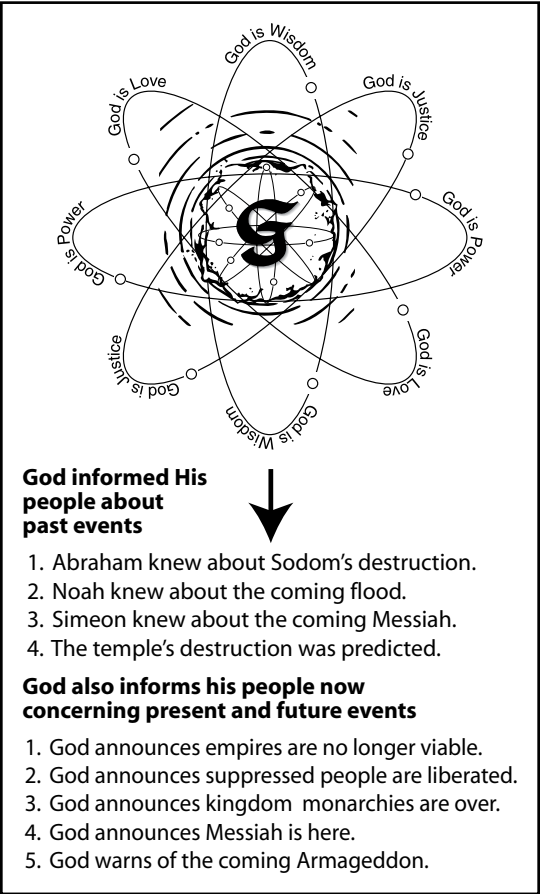 God is Wisdom
God is Love
God is Justice
God is Power
God is Power
God is Justice
God is Love
God is Wisdom
G
God informed His
people about
past events
1. Abraham knew about Sodom's destruction.
2. Noah knew about the coming flood.
3. Simeon knew about the coming Messiah.
4. The temple's destruction was predicted.
God also informs his people now
concerning present and future events
1. God announces empires are no longer viable.
2. God announces suppressed people are liberated.
3. God announces kingdom  monarchies are over.
4. God announces Messiah is here.
5. God warns of the coming Armageddon.